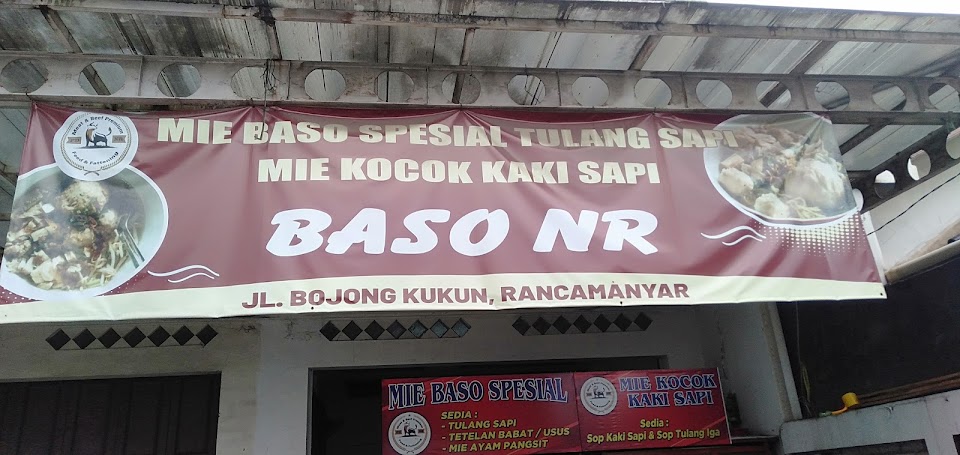 MIE BASO SPESIAL TULANG SAPI
MIE KOCOK KAKI SAPI
BASO NR
JL. BOJONG KUKUN, RANCAMANYAR
MIE BASO SPESIAL
SEDIA :
- TULANG SAPI
- TETELAN BABAT / USUS
- MIE AYAM PANGSIT
MIE KOCOK
KAKI SAPI
Sedia :
Sop Kaki Sapi & Sop Tulang Iga